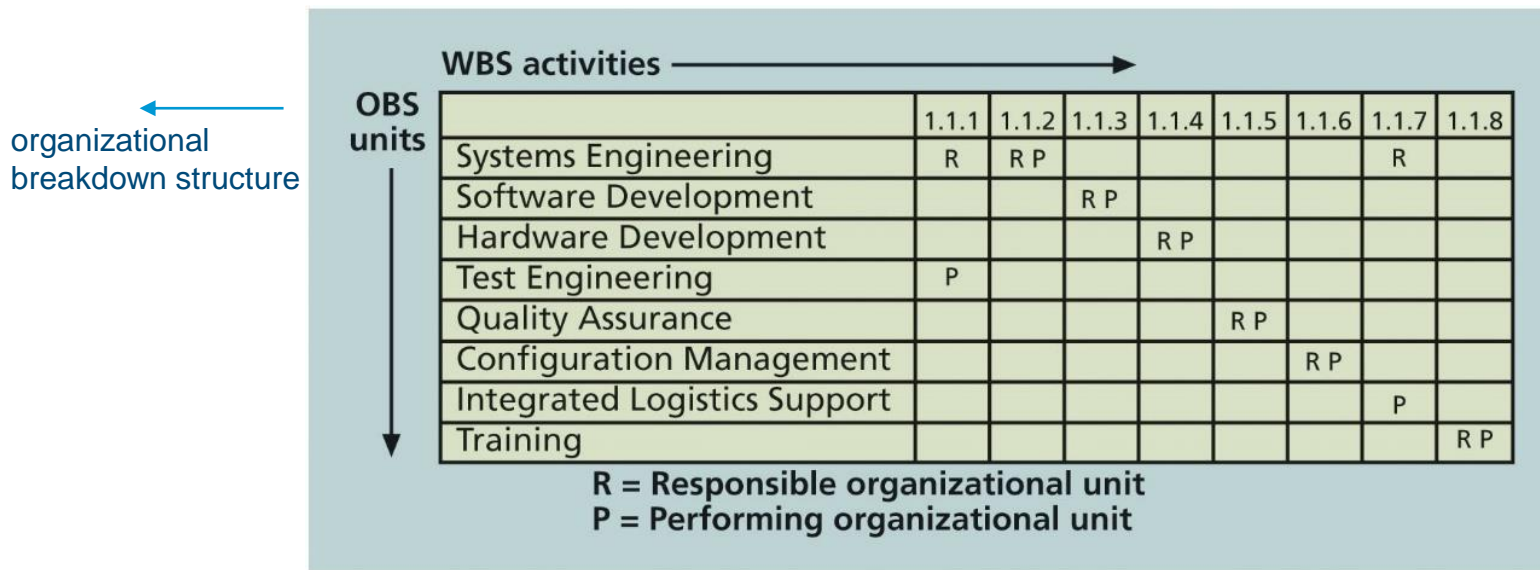 WBS activities
OBS units
organizational
breakdown structure
1.1.1 1.1.2 1.1.3 1.1.4 1.1.5 1.1.6 1.1.7 1.1.8
Systems Engineering R R P R
Software Development R P
Hardware Development R P
Test Engineering P
Quality Assurance R P
Configuration Management R P
Integrated Logistics Support P
Training R P
R = Responsible organizational unit
P = Performing organizational unit